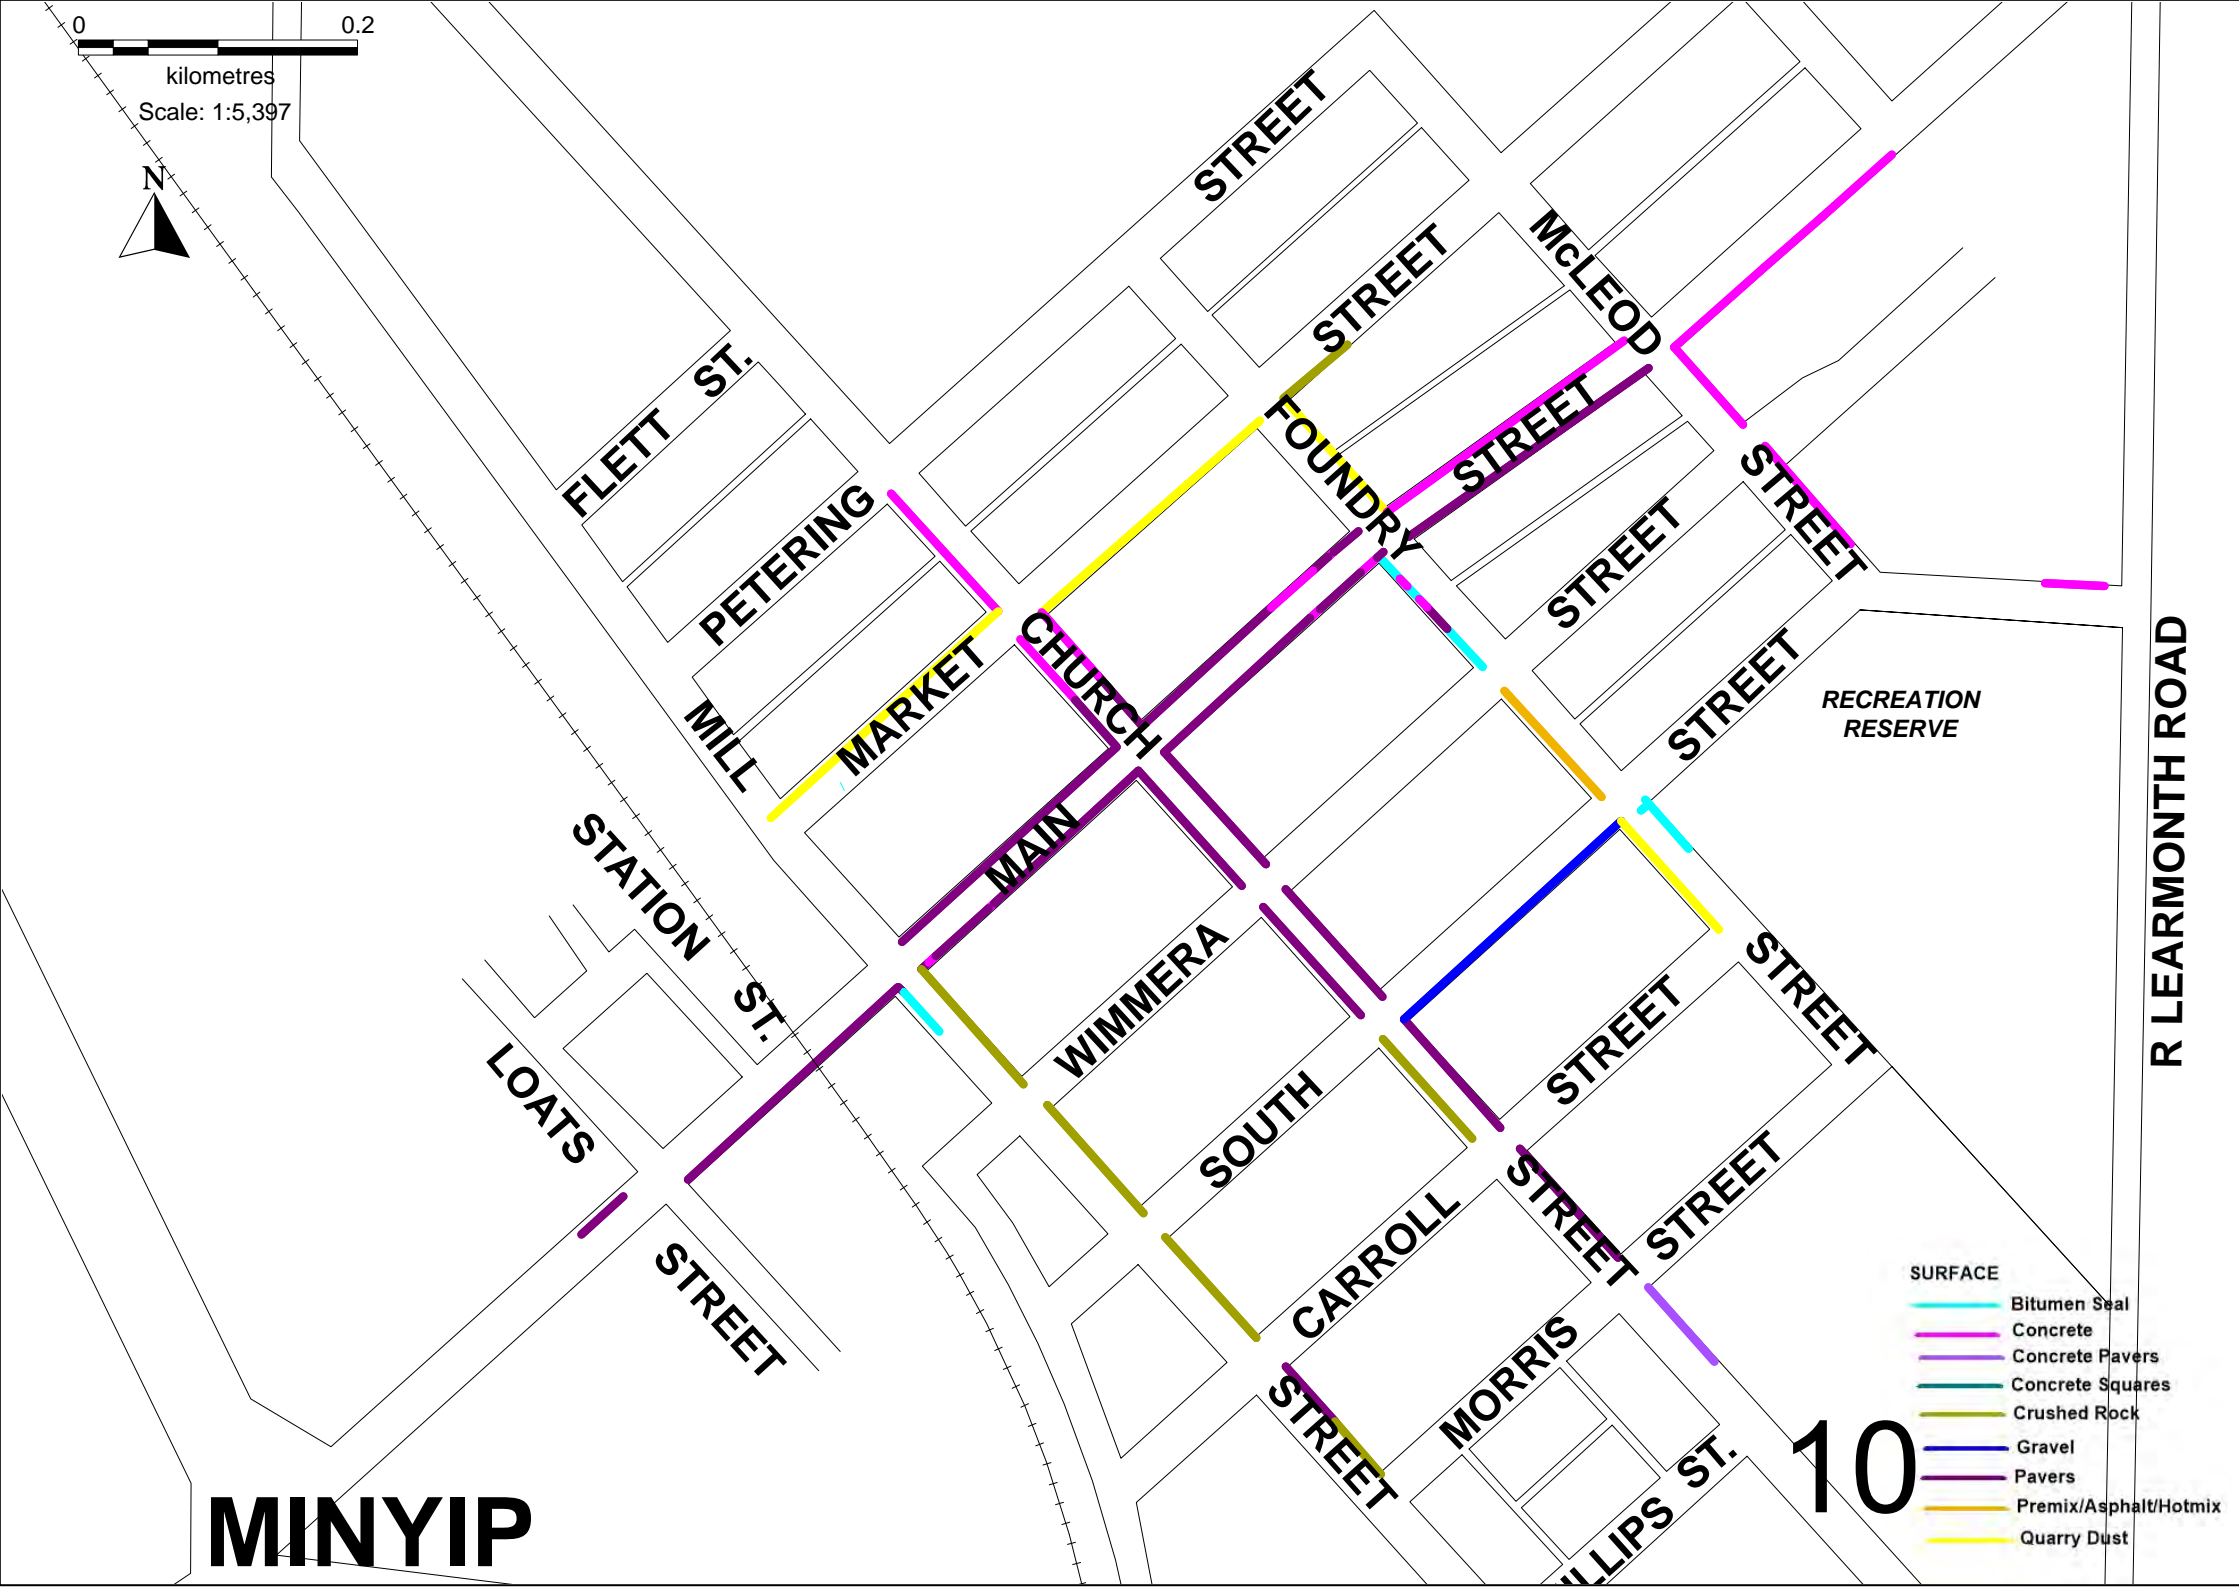 0 0.2
kilometres
Scale: 1:5,397
N
STREET
STREET
McLEOD
FLETT ST.
STREET
FOUNDRY
PETERING
STREET
STREET
CHURCH
MARKET
MILL
STREET
RECREATION
RESERVE
R LEARMONTH ROAD
MAIN
STATION ST.
WIMMERA
STREET
STREET
LOATS
SOUTH
STREET
STREET
CARROLL
STREET
STREET
MORRIS
ILLIPS ST.
SURFACE
Bitumen Seal
Concrete
Concrete Pavers
Concrete Squares
Crushed Rock
Gravel
Pavers
Premix/Asphalt/Hotmix
Quarry Dust
10
MINYIP